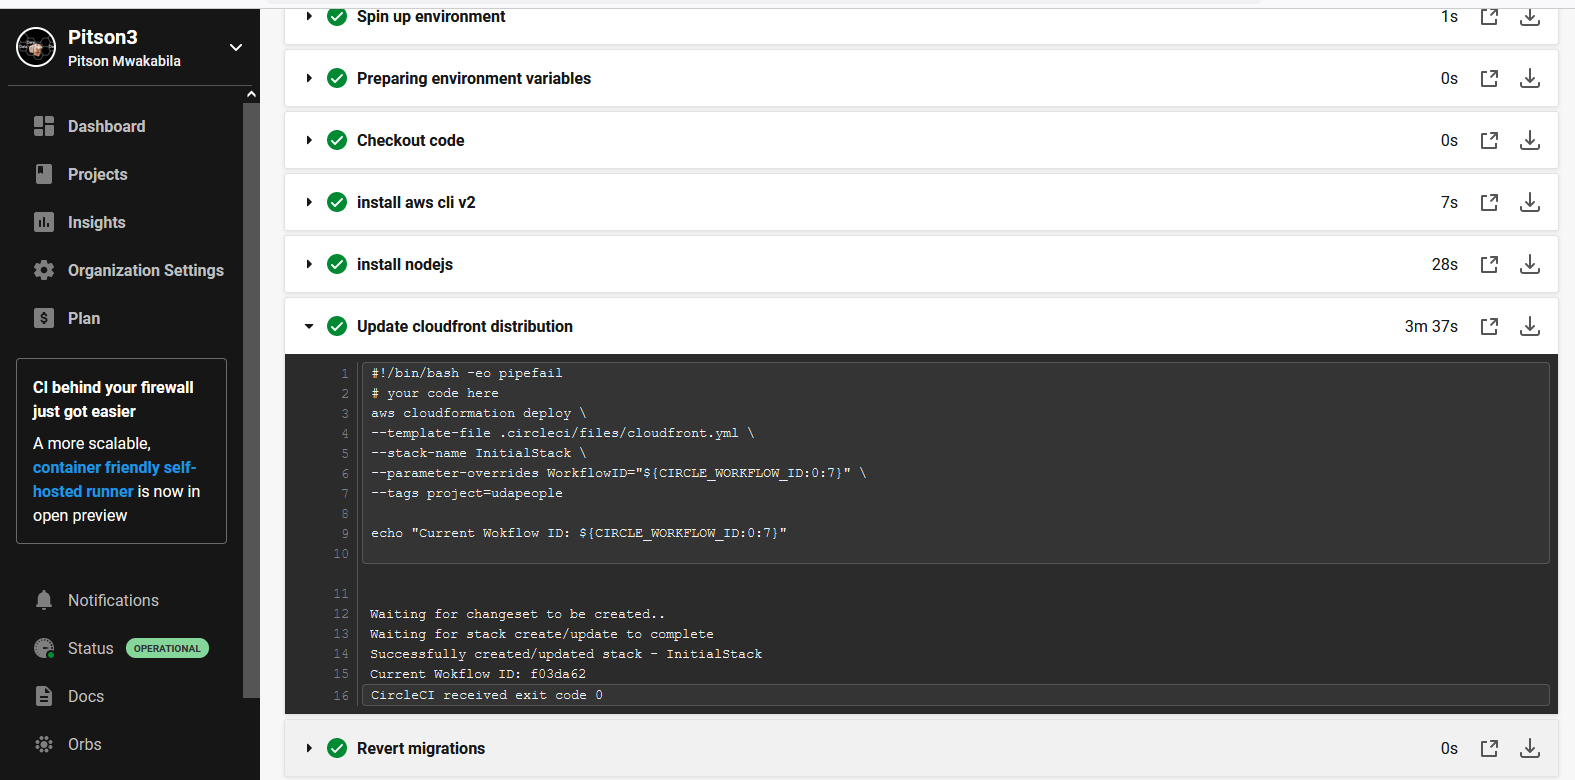 Pitson3
Pitson Mwakabila
Dashboard
Projects
Insights
Organization Settings
$ Plan
CI behind your firewall
just got easier
A more scalable,
container friendly self-
hosted runner is now in
open preview
Notifications
Status OPERATIONAL
Docs
Orbs
Spin up environment 1s
Preparing environment variables 0s
Checkout code 0s
install aws cli v2 7s
install nodejs 28s
Update cloudfront distribution 3m 37s
1 #!/bin/bash -eo pipefail
2 # your code here
3 aws cloudformation deploy \
4 --template-file .circleci/files/cloudfront.yml \
5 --stack-name InitialStack \
6 --parameter-overrides WorkflowID="${CIRCLE_WORKFLOW_ID:0:7}" \
7 --tags project=udapeople
8
9 echo "Current Wokflow ID: ${CIRCLE_WORKFLOW_ID:0:7}"
10
11
12 Waiting for changeset to be created..
13 Waiting for stack create/update to complete
14 Successfully created/updated stack - InitialStack
15 Current Wokflow ID: f03da62
16 CircleCI received exit code 0
Revert migrations 0s